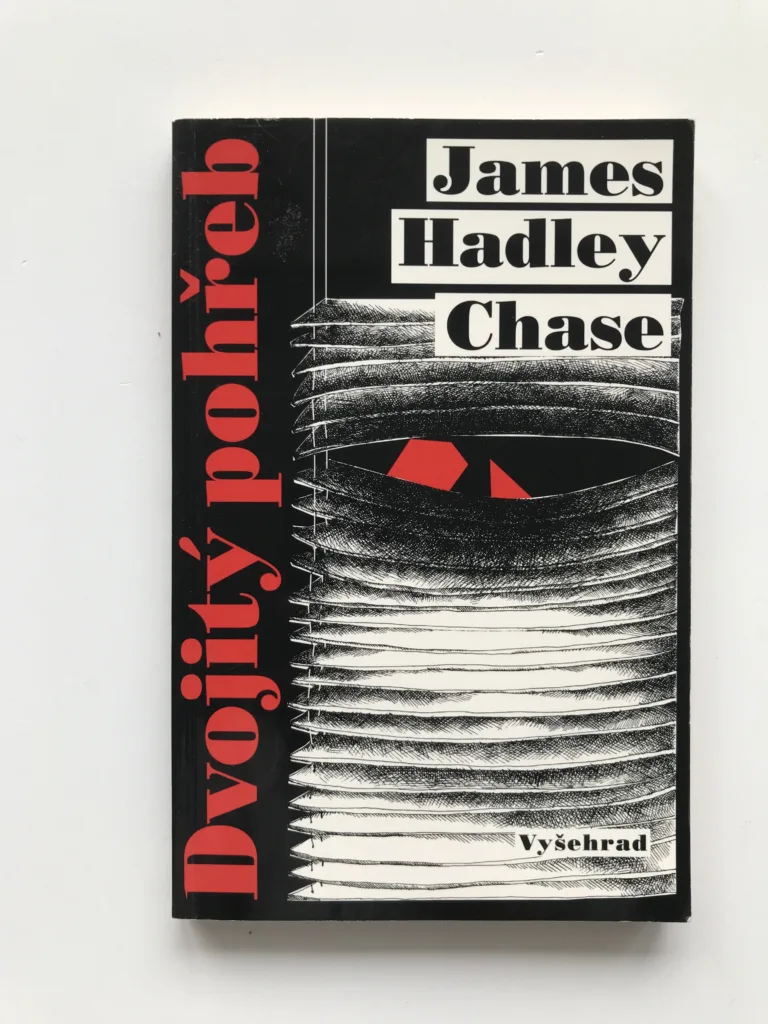 James
Hadley
Chase
Dvojitý pohřeb
Vyšehrad